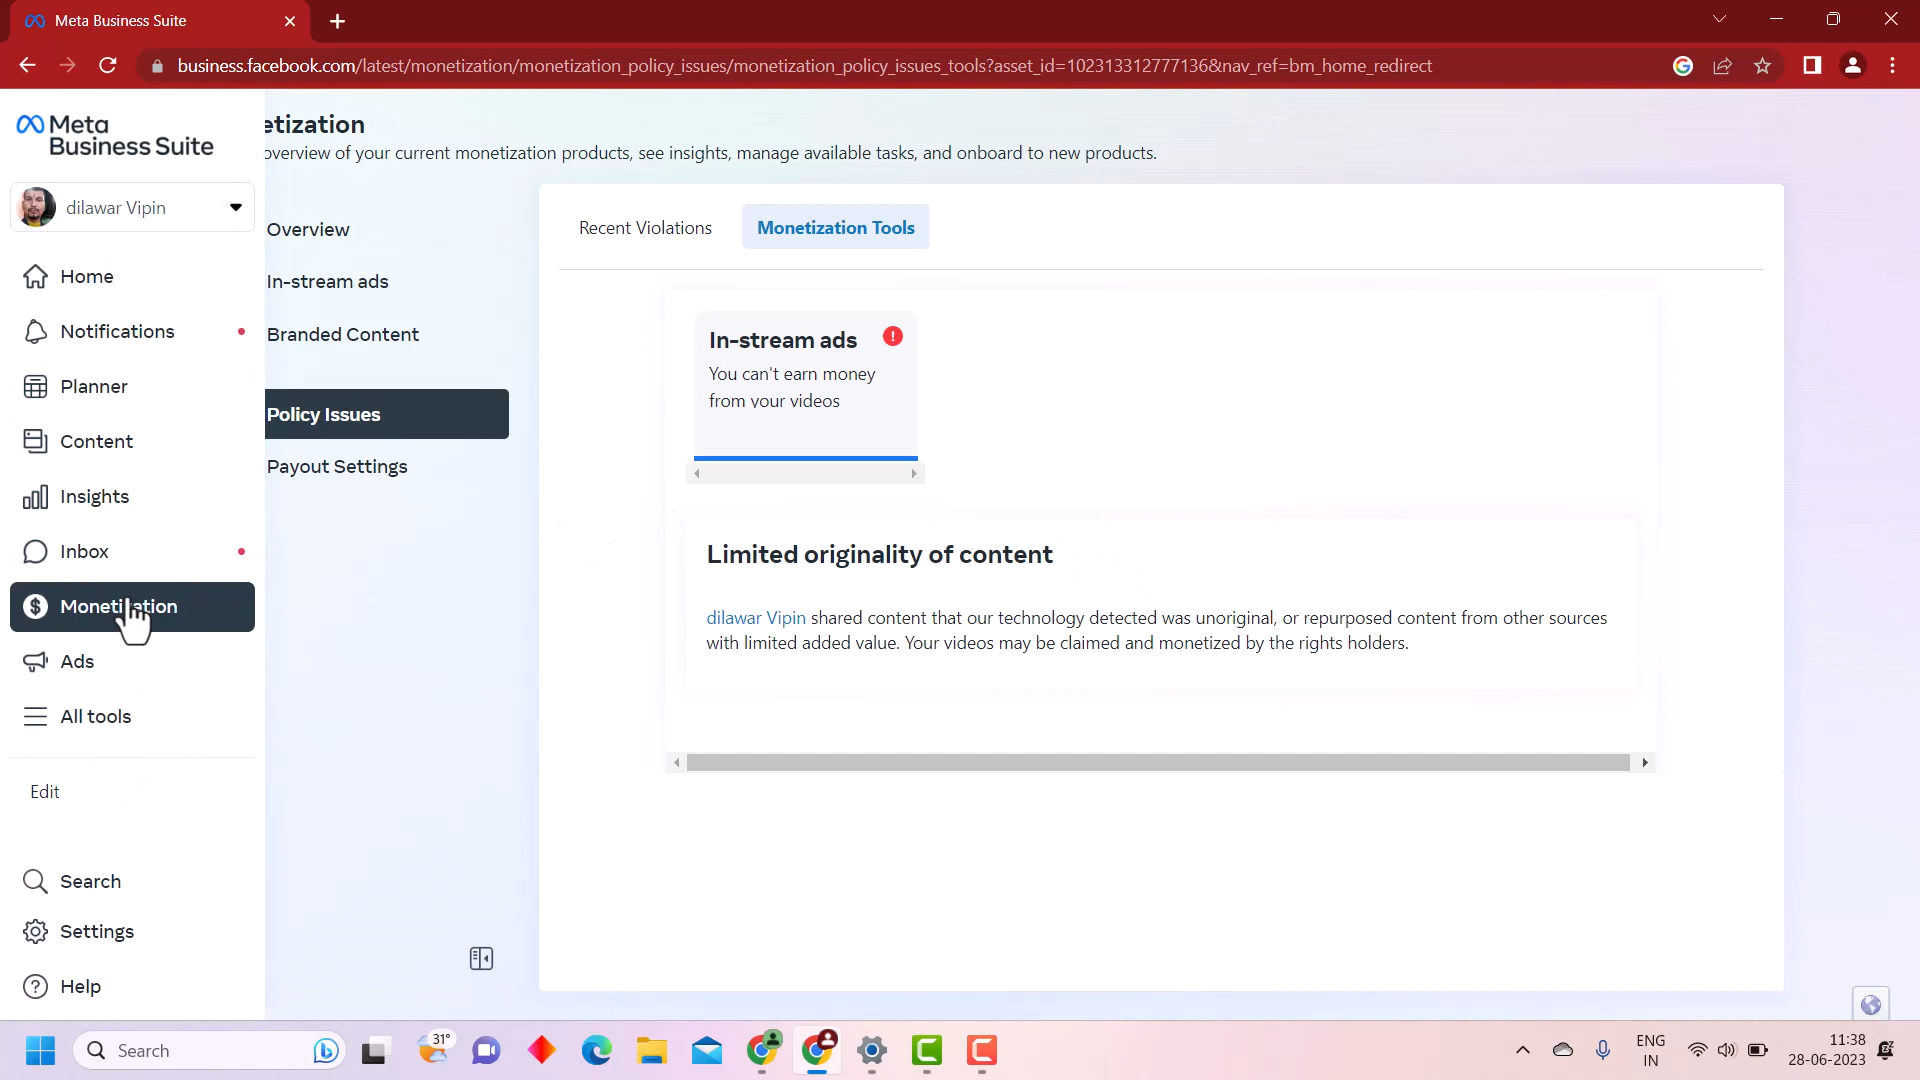 Meta Business Suite
business.facebook.com/latest/monetization/monetization_policy_issues/monetization_policy_issues_tools?asset_id=102313312777136&nav_ref=bm_home_redirect
Meta
Business Suite
dilawar Vipin
Home
Notifications
Planner
Content
Insights
Inbox
Monetization
Ads
All tools
Edit
Search
Settings
Help
etization
overview of your current monetization products, see insights, manage available tasks, and onboard to new products.
Overview
In-stream ads
Branded Content
Policy Issues
Payout Settings
Recent Violations
Monetization Tools
In-stream ads
You can't earn money
from your videos
Limited originality of content
dilawar Vipin shared content that our technology detected was unoriginal, or repurposed content from other sources
with limited added value. Your videos may be claimed and monetized by the rights holders.
Search
31°
ENG
IN
11:38
28-06-2023